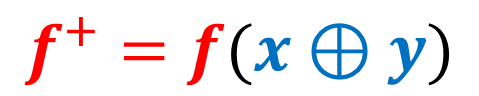 f⁺ = f(x ⊕ y)